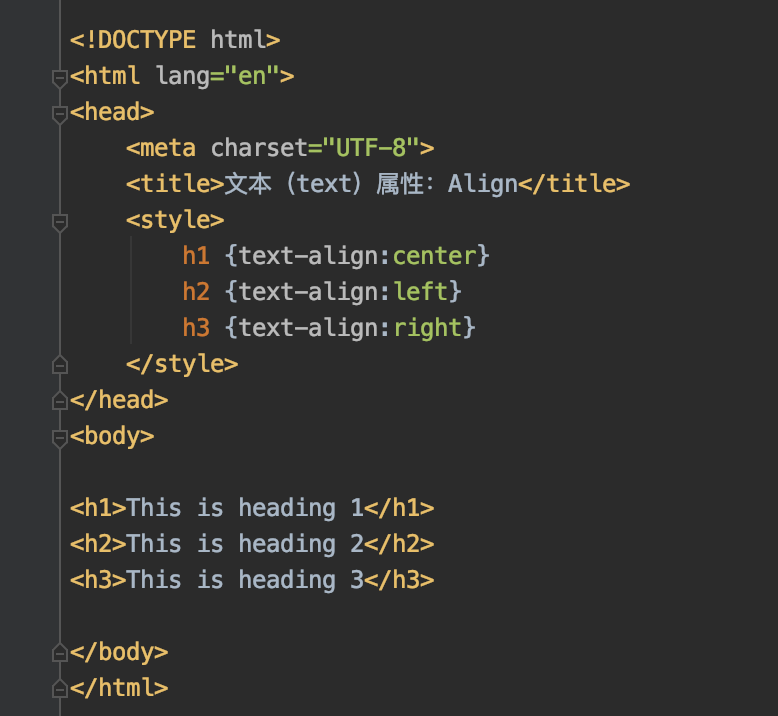 <!DOCTYPE html>
<html lang="en">
<head>
    <meta charset="UTF-8">
    <title>文本（text）属性：Align</title>
    <style>
        h1 {text-align:center}
        h2 {text-align:left}
        h3 {text-align:right}
    </style>
</head>
<body>

<h1>This is heading 1</h1>
<h2>This is heading 2</h2>
<h3>This is heading 3</h3>

</body>
</html>